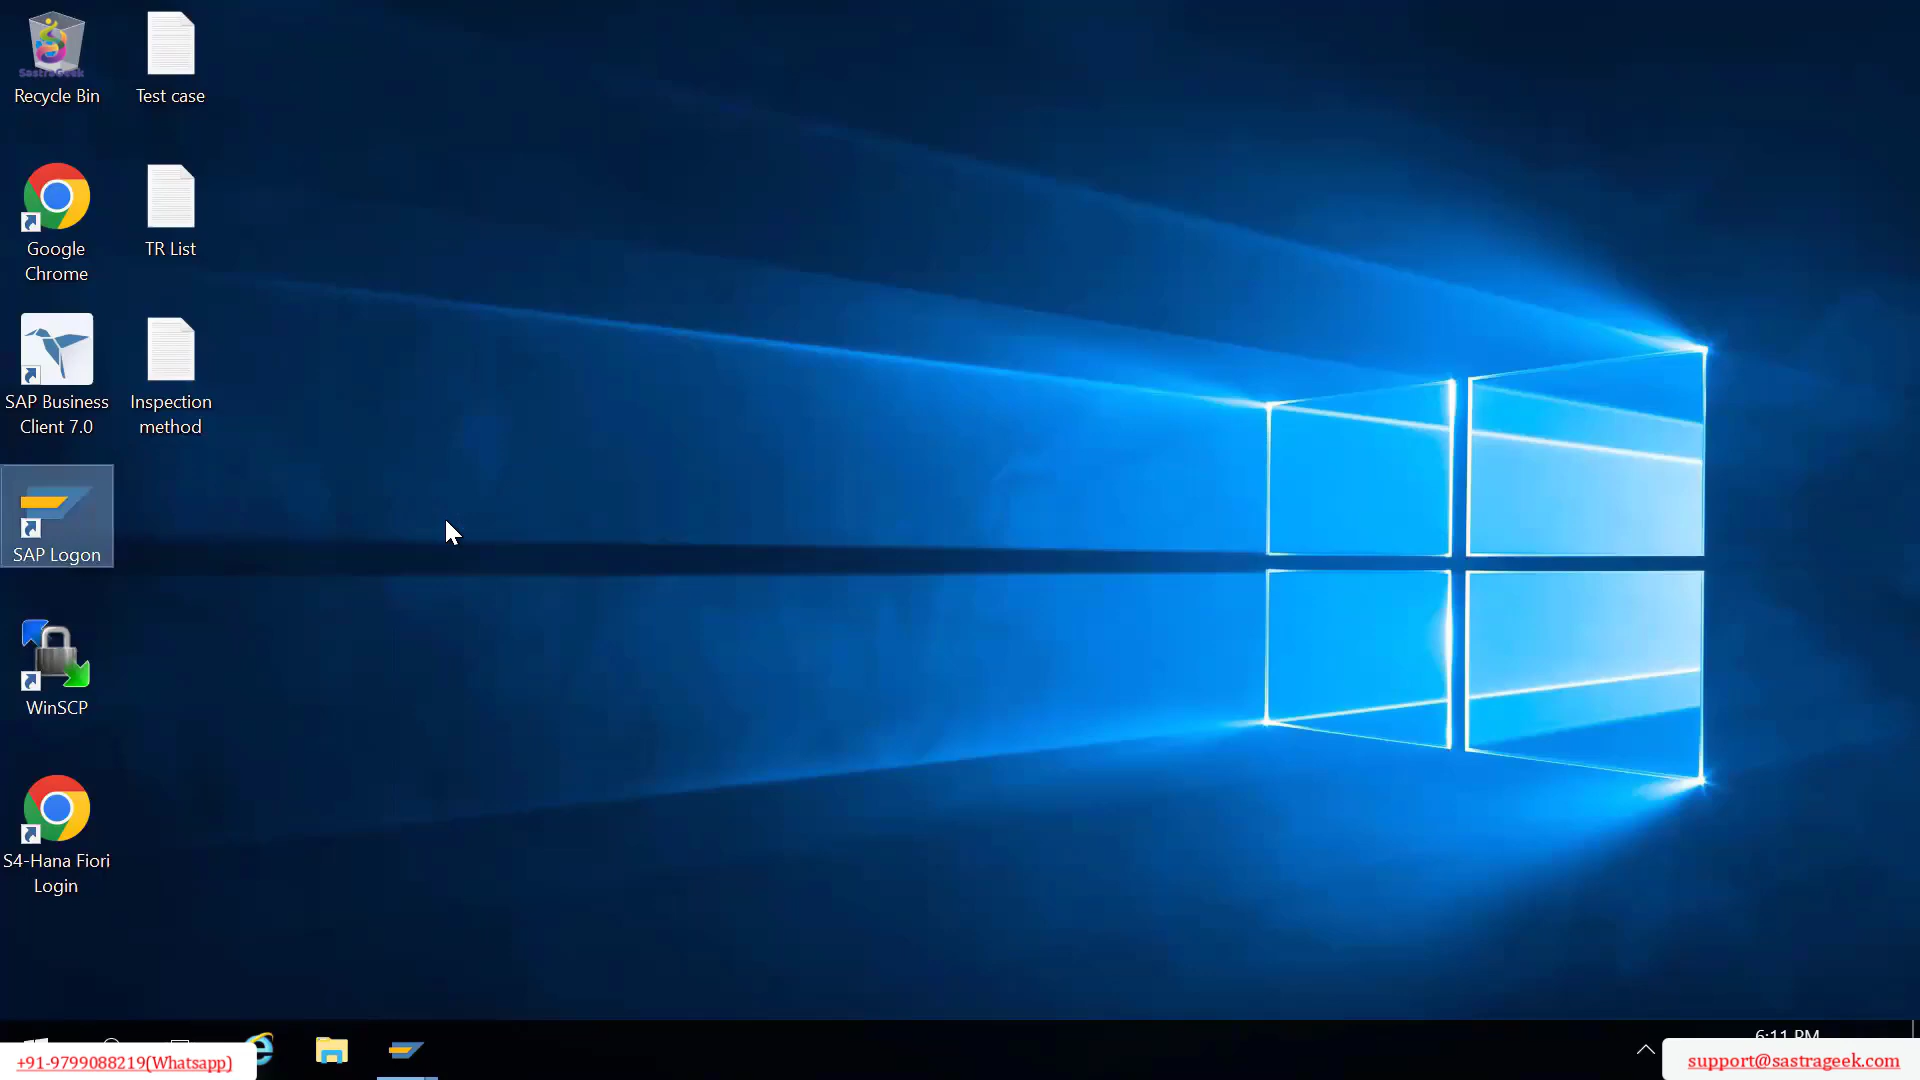 SastraGeek
Recycle Bin
Test case
Google
Chrome
TR List
SAP Business
Client 7.0
Inspection
method
SAP Logon
WinSCP
S4-Hana Fiori
Login
6:11 PM
+91-9799088219(Whatsapp)
support@sastrageek.com